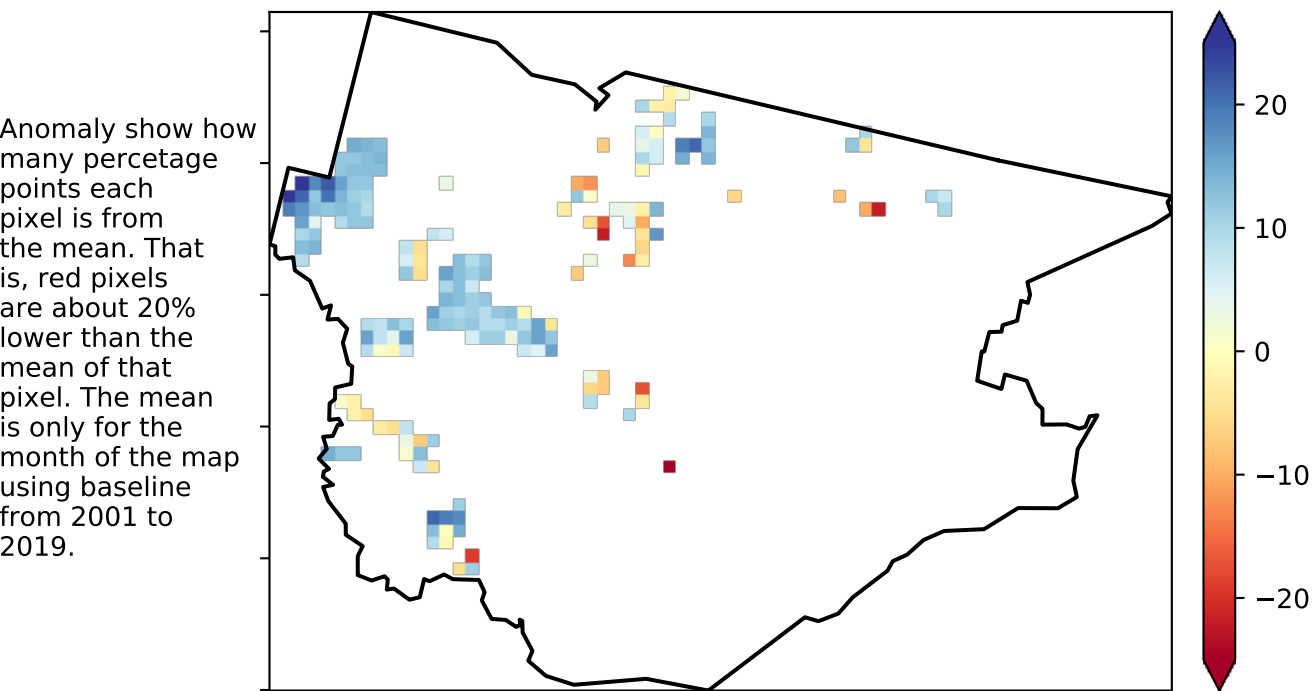 Anomaly show how
many percetage
points each
pixel is from
the mean. That
is, red pixels
are about 20%
lower than the
mean of that
pixel. The mean
is only for the
month of the map
using baseline
from 2001 to
2019.
20
10
0
−10
−20